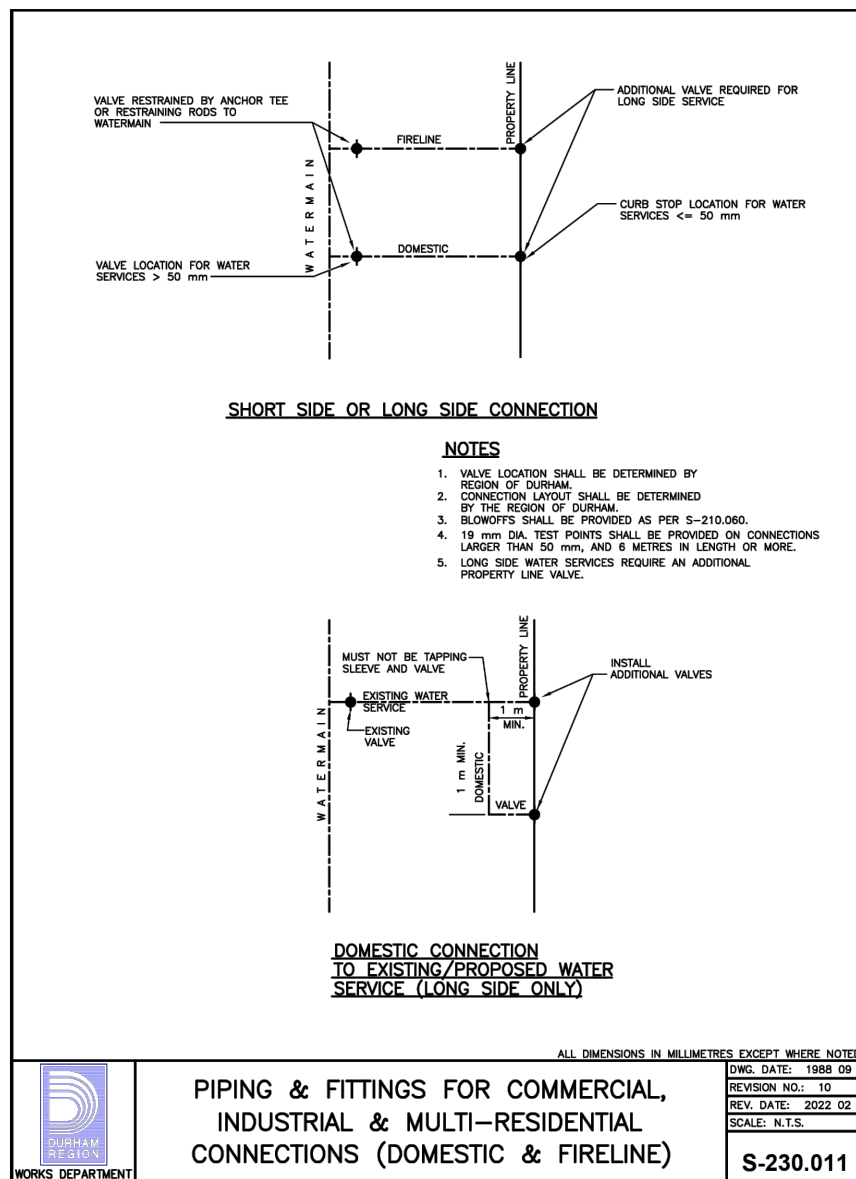 PROPERTY LINE
VALVE RESTRAINED BY ANCHOR TEE
OR RESTRAINING RODS TO
WATERMAIN
ADDITIONAL VALVE REQUIRED FOR
LONG SIDE SERVICE
FIRELINE
WATERMAIN
CURB STOP LOCATION FOR WATER
SERVICES <= 50 mm
DOMESTIC
VALVE LOCATION FOR WATER
SERVICES > 50 mm
SHORT SIDE OR LONG SIDE CONNECTION
NOTES
1. VALVE LOCATION SHALL BE DETERMINED BY
REGION OF DURHAM.
2. CONNECTION LAYOUT SHALL BE DETERMINED
BY THE REGION OF DURHAM.
3. BLOWOFFS SHALL BE PROVIDED AS PER S-210.060.
4. 19 mm DIA. TEST POINTS SHALL BE PROVIDED ON CONNECTIONS
LARGER THAN 50 mm, AND 6 METRES IN LENGTH OR MORE.
5. LONG SIDE WATER SERVICES REQUIRE AN ADDITIONAL
PROPERTY LINE VALVE.
PROPERTY LINE
MUST NOT BE TAPPING
SLEEVE AND VALVE
INSTALL
ADDITIONAL VALVES
EXISTING WATER
SERVICE
1 m
MIN.
EXISTING
VALVE
WATERMAIN
1 m MIN.
DOMESTIC
VALVE
DOMESTIC CONNECTION
TO EXISTING/PROPOSED WATER
SERVICE (LONG SIDE ONLY)
ALL DIMENSIONS IN MILLIMETRES EXCEPT WHERE NOTED
DURHAM
REGION
WORKS DEPARTMENT
PIPING & FITTINGS FOR COMMERCIAL,
INDUSTRIAL & MULTI-RESIDENTIAL
CONNECTIONS (DOMESTIC & FIRELINE)
DWG. DATE: 1988 09
REVISION NO.: 10
REV. DATE: 2022 02
SCALE: N.T.S.
S-230.011